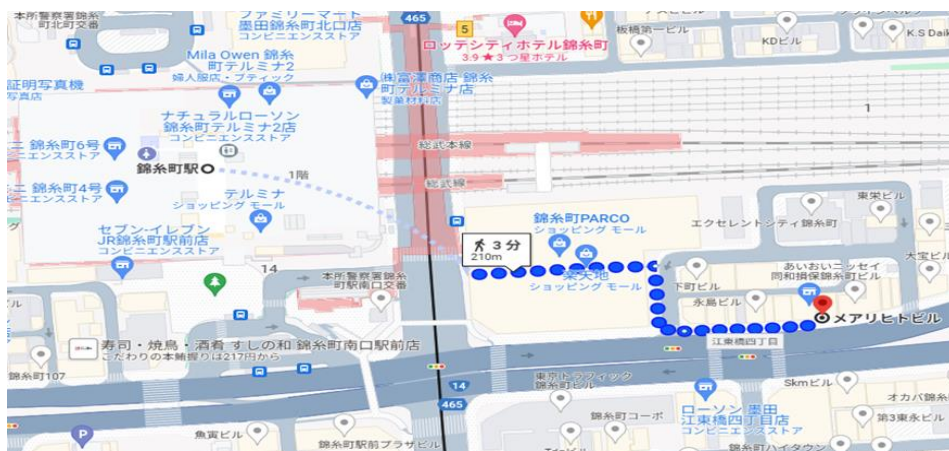 本所警察署錦糸
町北町交番
ファミリーマート
墨田錦糸町北口店
コンビニエンスストア
465
5
ロッテシティホテル錦糸町
3.9 ★ 3 つ星ホテル
板橋第一ビル
KDビル
K.S Daik
Mila Owen 錦糸
町テルミナ2
婦人服店・ブティック
㈱富澤商店 錦糸
町テルミナ店
製菓材料店
証明写真機
写真店
ナチュラルローソン
錦糸町テルミナ2店
コンビニエンスストア
1
総武本線
ニ 錦糸町6号
ニエンスストア
錦糸町駅
1階
総武線
ニ 錦糸町4号
ニエンスストア
テルミナ
ショッピング モール
東栄ビル
錦糸町PARCO
ショッピング モール
エクセレントシティ錦糸町
セブン-イレブン
JR錦糸町駅前店
コンビニエンスストア
3 分
210m
大宝ビル
14
本所警察署錦糸
町駅南口交番
楽天地
ショッピング モール
下町ビル
あいおいニッセイ
同和損保錦糸町ビル
永島ビル
メアリヒトビル
江東橋四丁目
寿司・焼鳥・酒肴 すしの和 錦糸町南口駅前店
こだわりの本鮪握りは217円から
錦糸町107
14
465
東京トラフィック
錦糸町ビル
Skmビル
ローソン 墨田
江東橋四丁目店
コンビニエンスストア
オカバ錦糸
第3東永ビル
P
魚寅ビル
錦糸町駅前プラザビル
錦糸町コーポ
錦糸町ハイタウン